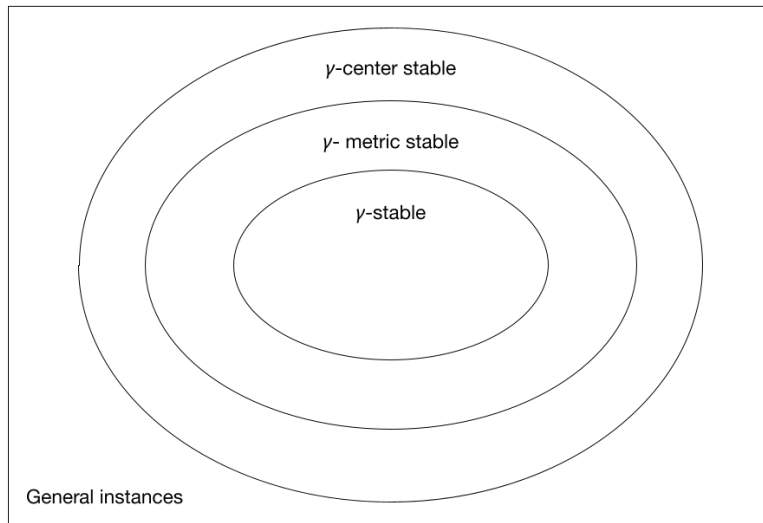 γ-center stable
γ- metric stable
γ-stable
General instances